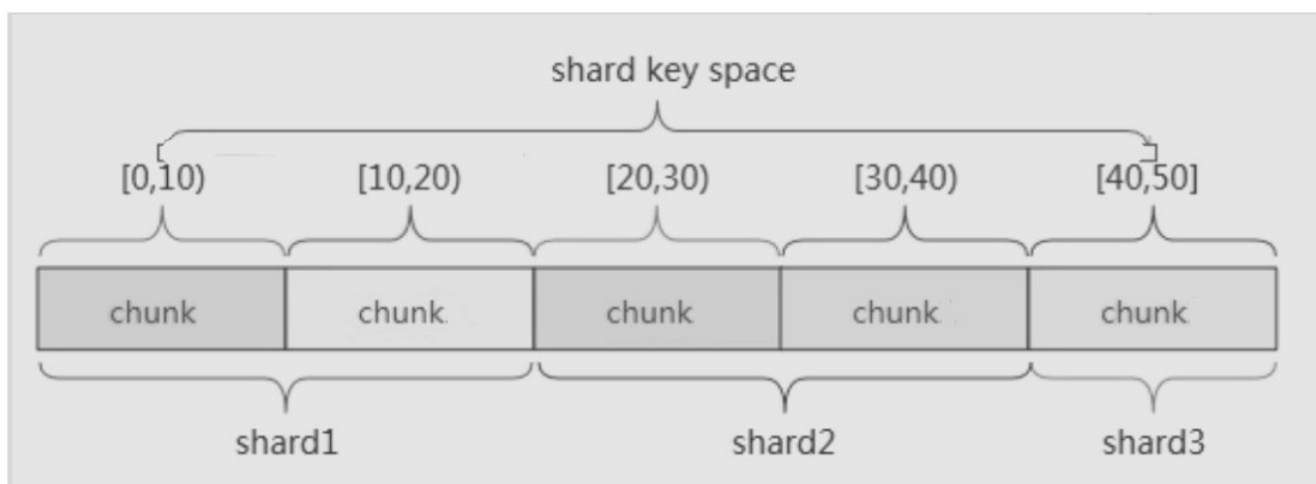 shard key space
[0,10) [10,20) [20,30) [30,40) [40,50]
chunk chunk chunk chunk chunk
shard1 shard2 shard3